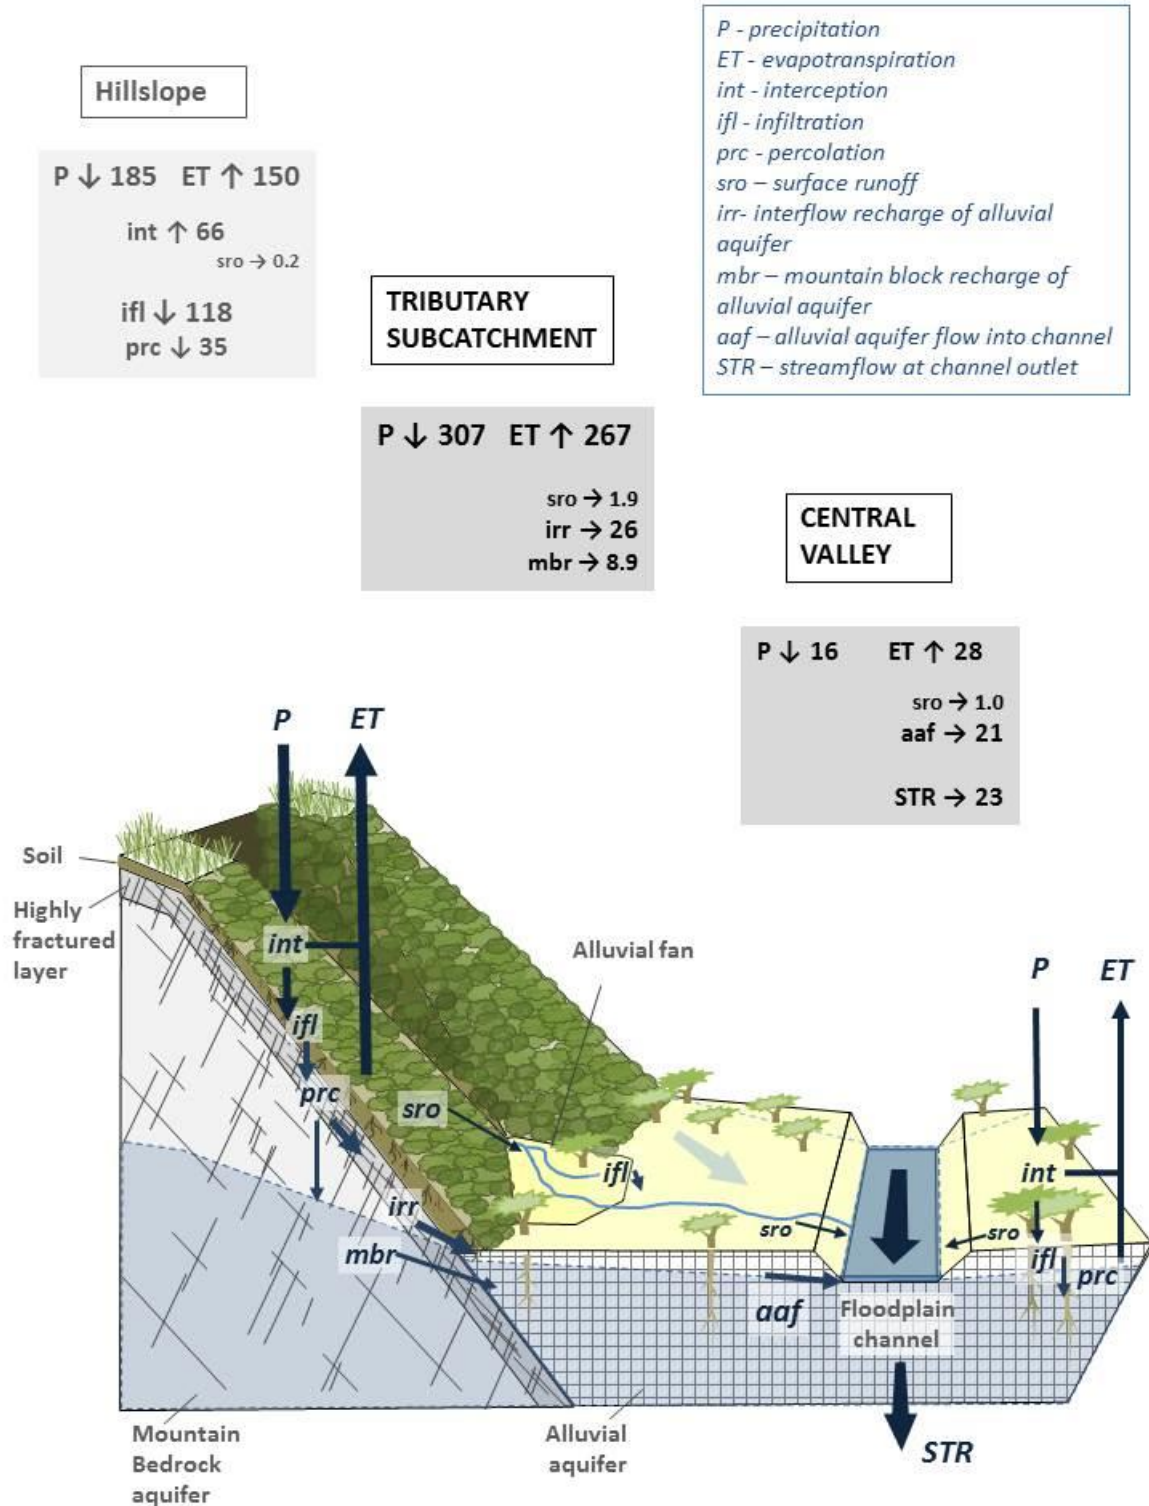 P - precipitation
ET - evapotranspiration
int - interception
ifl - infiltration
prc - percolation
sro – surface runoff
irr- interflow recharge of alluvial
aquifer
mbr – mountain block recharge of
alluvial aquifer
aaf – alluvial aquifer flow into channel
STR – streamflow at channel outlet
Hillslope
P ↓ 185 ET ↑ 150
int ↑ 66
sro → 0.2
ifl ↓ 118
prc ↓ 35
TRIBUTARY
SUBCATCHMENT
P ↓ 307 ET ↑ 267
sro → 1.9
irr → 26
mbr → 8.9
CENTRAL
VALLEY
P ↓ 16 ET ↑ 28
sro → 1.0
aaf → 21
STR → 23
P ET
Soil
Highly
fractured
layer
int
Alluvial fan
P ET
ifl
prc
sro
ifl
int
irr
sro
sro
mbr
ifl
prc
aaf
Floodplain
channel
Mountain
Bedrock
aquifer
Alluvial
aquifer
STR